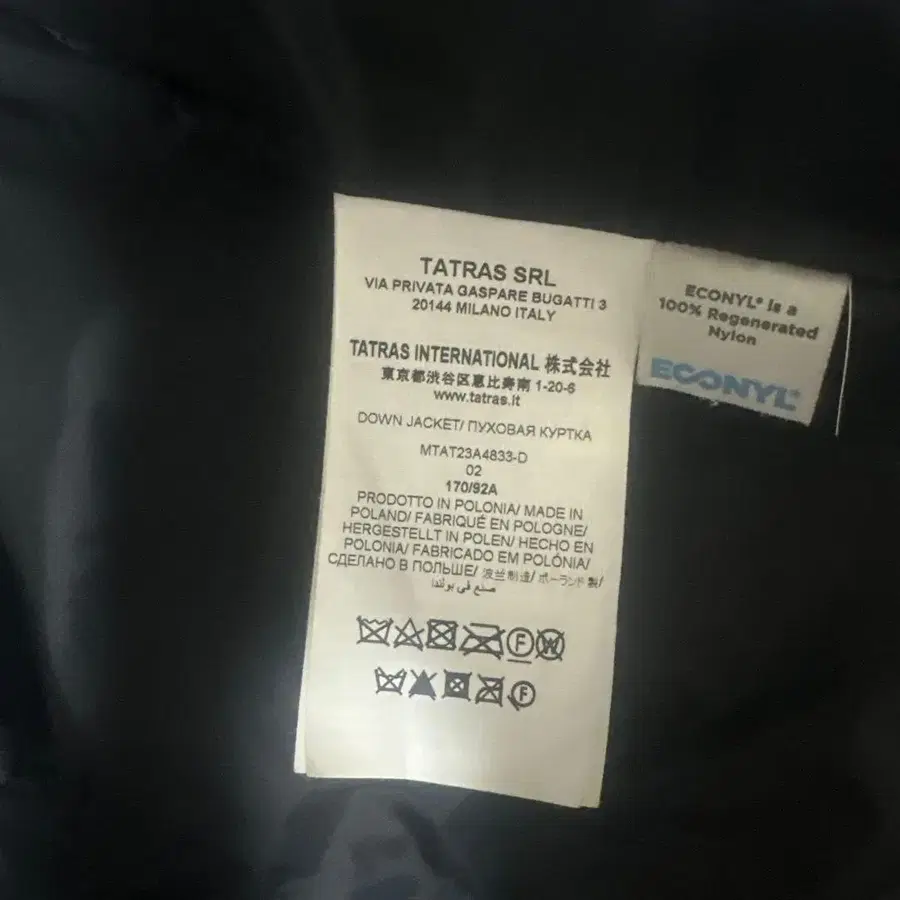 TATRAS SRL
VIA PRIVATA GASPARE BUGATTI 3
20144 MILANO ITALY
TATRAS INTERNATIONAL 株式会社
東京都渋谷区恵比寿南 1-20-6
www.tatras.it
DOWN JACKET/ ПУХОВАЯ КУРТКА
MTAT23A4833-D
02
170/92A
PRODOTTO IN POLONIA/ MADE IN
POLAND/ FABRIQUÉ EN POLOGNE/
HERGESTELLT IN POLEN/ HECHO EN
POLONIA/ FABRICADO EM POLÓNIA/
СДЕЛАНО В ПОЛЬШЕ/ 波兰制造/ ポーランド製/
صنع في بولندا
F W
F
ECONYL® is a
100% Regenerated
Nylon
ECONYL®